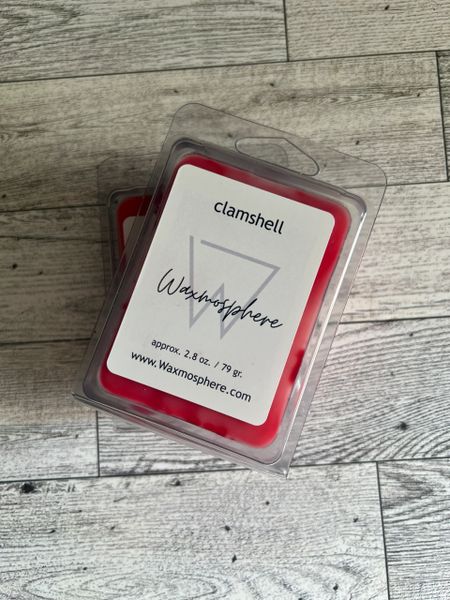 clamshell
Waxmosphere
approx. 2.8 oz. / 79 gr.
www.Waxmosphere.com